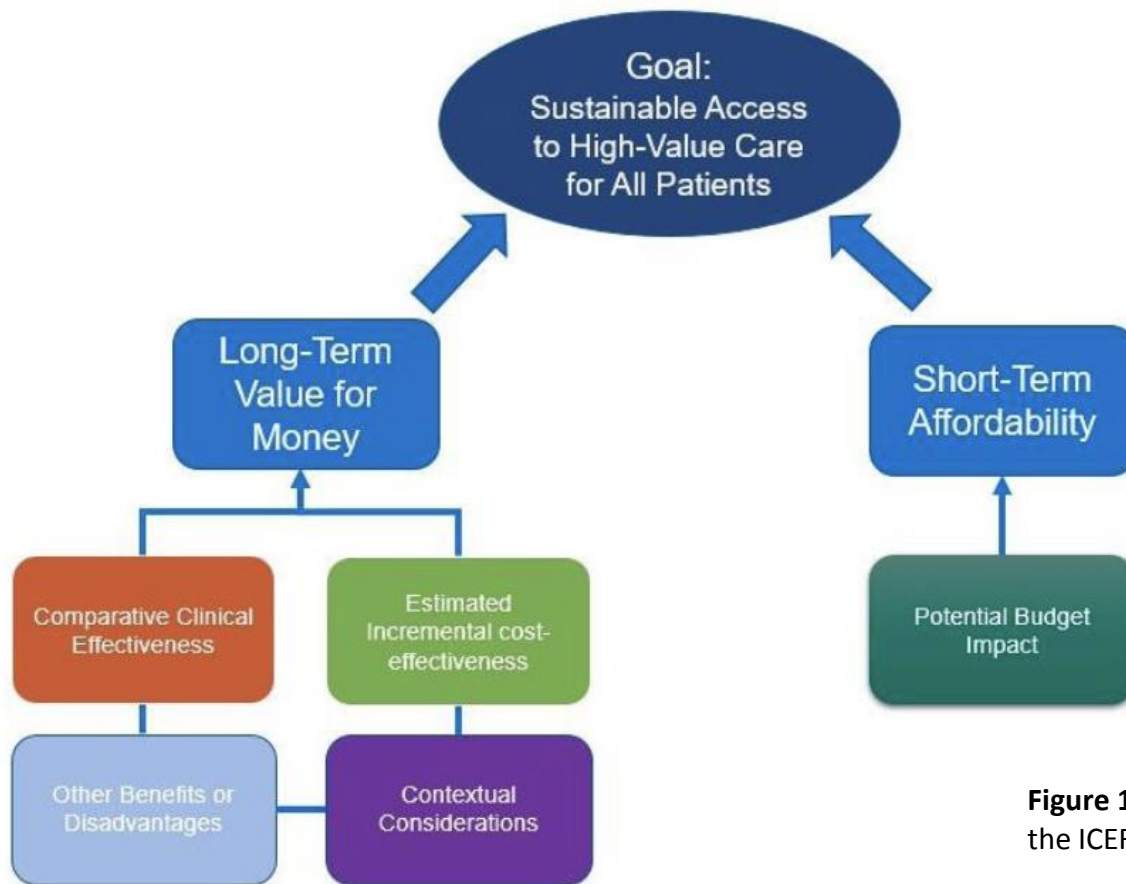 Goal:
Sustainable Access
to High-Value Care
for All Patients
Long-Term
Value for
Money
Short-Term
Affordability
Comparative Clinical
Effectiveness
Estimated
Incremental cost-
effectiveness
Potential Budget
Impact
Other Benefits or
Disadvantages
Contextual
Considerations
Figure 1
the ICER